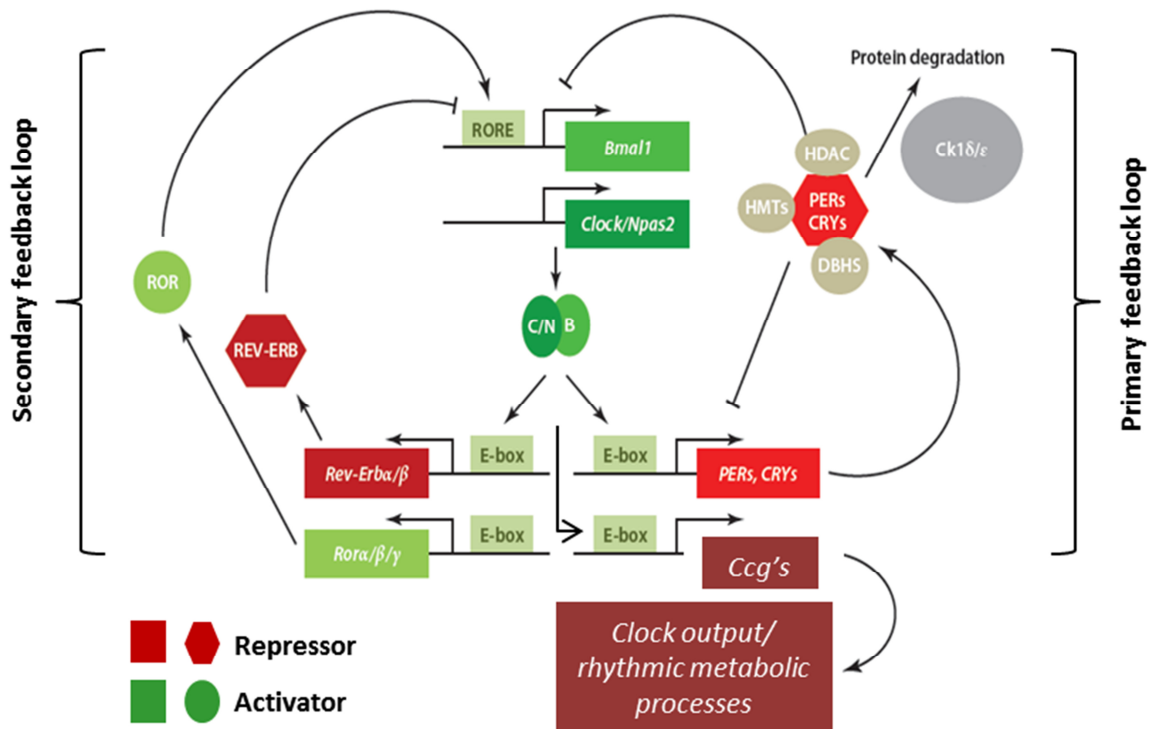 Secondary feedback loop
Primary feedback loop
Protein degradation
RORE
Bmal1
HDAC
Ck1δ/ε
HMTs
PERs
CRYs
Clock/Npas2
DBHS
ROR
C/N
B
REV-ERB
E-box
E-box
Rev-Erbα/β
PERs, CRYs
E-box
E-box
Rorα/β/γ
Ccg's
Clock output/
rhythmic metabolic
processes
Repressor
Activator